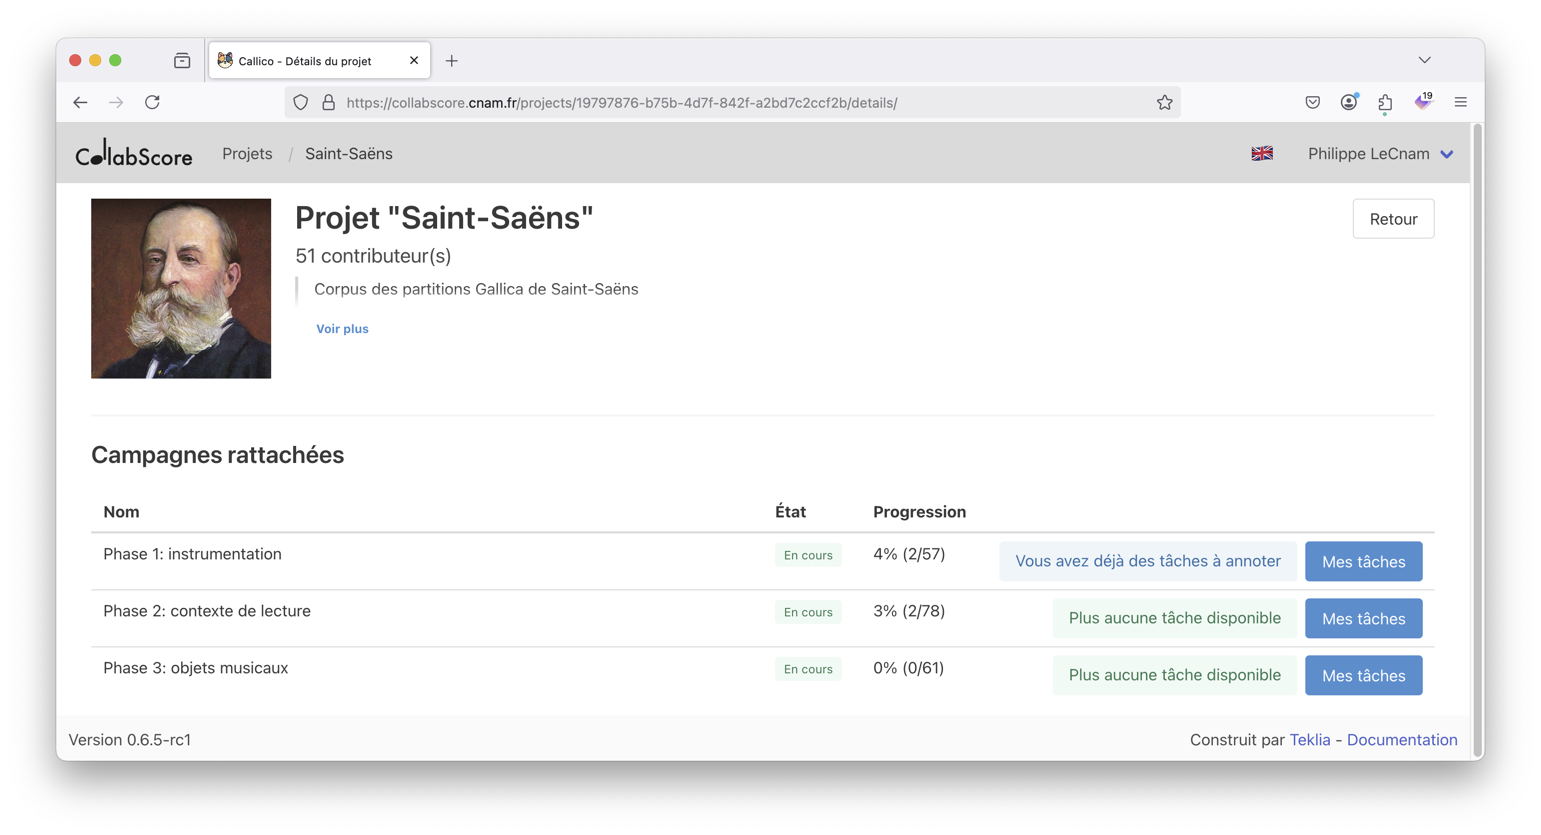 Callico - Détails du projet
https://collabscore.cnam.fr/projects/19797876-b75b-4d7f-842f-a2bd7c2ccf2b/details/
19
CollabScore Projets / Saint-Saëns Philippe LeCnam
Projet "Saint-Saëns" Retour
51 contributeur(s)
Corpus des partitions Gallica de Saint-Saëns
Voir plus
Campagnes rattachées
Nom État Progression
Phase 1: instrumentation En cours 4% (2/57) Vous avez déjà des tâches à annoter Mes tâches
Phase 2: contexte de lecture En cours 3% (2/78) Plus aucune tâche disponible Mes tâches
Phase 3: objets musicaux En cours 0% (0/61) Plus aucune tâche disponible Mes tâches
Version 0.6.5-rc1 Construit par Teklia - Documentation